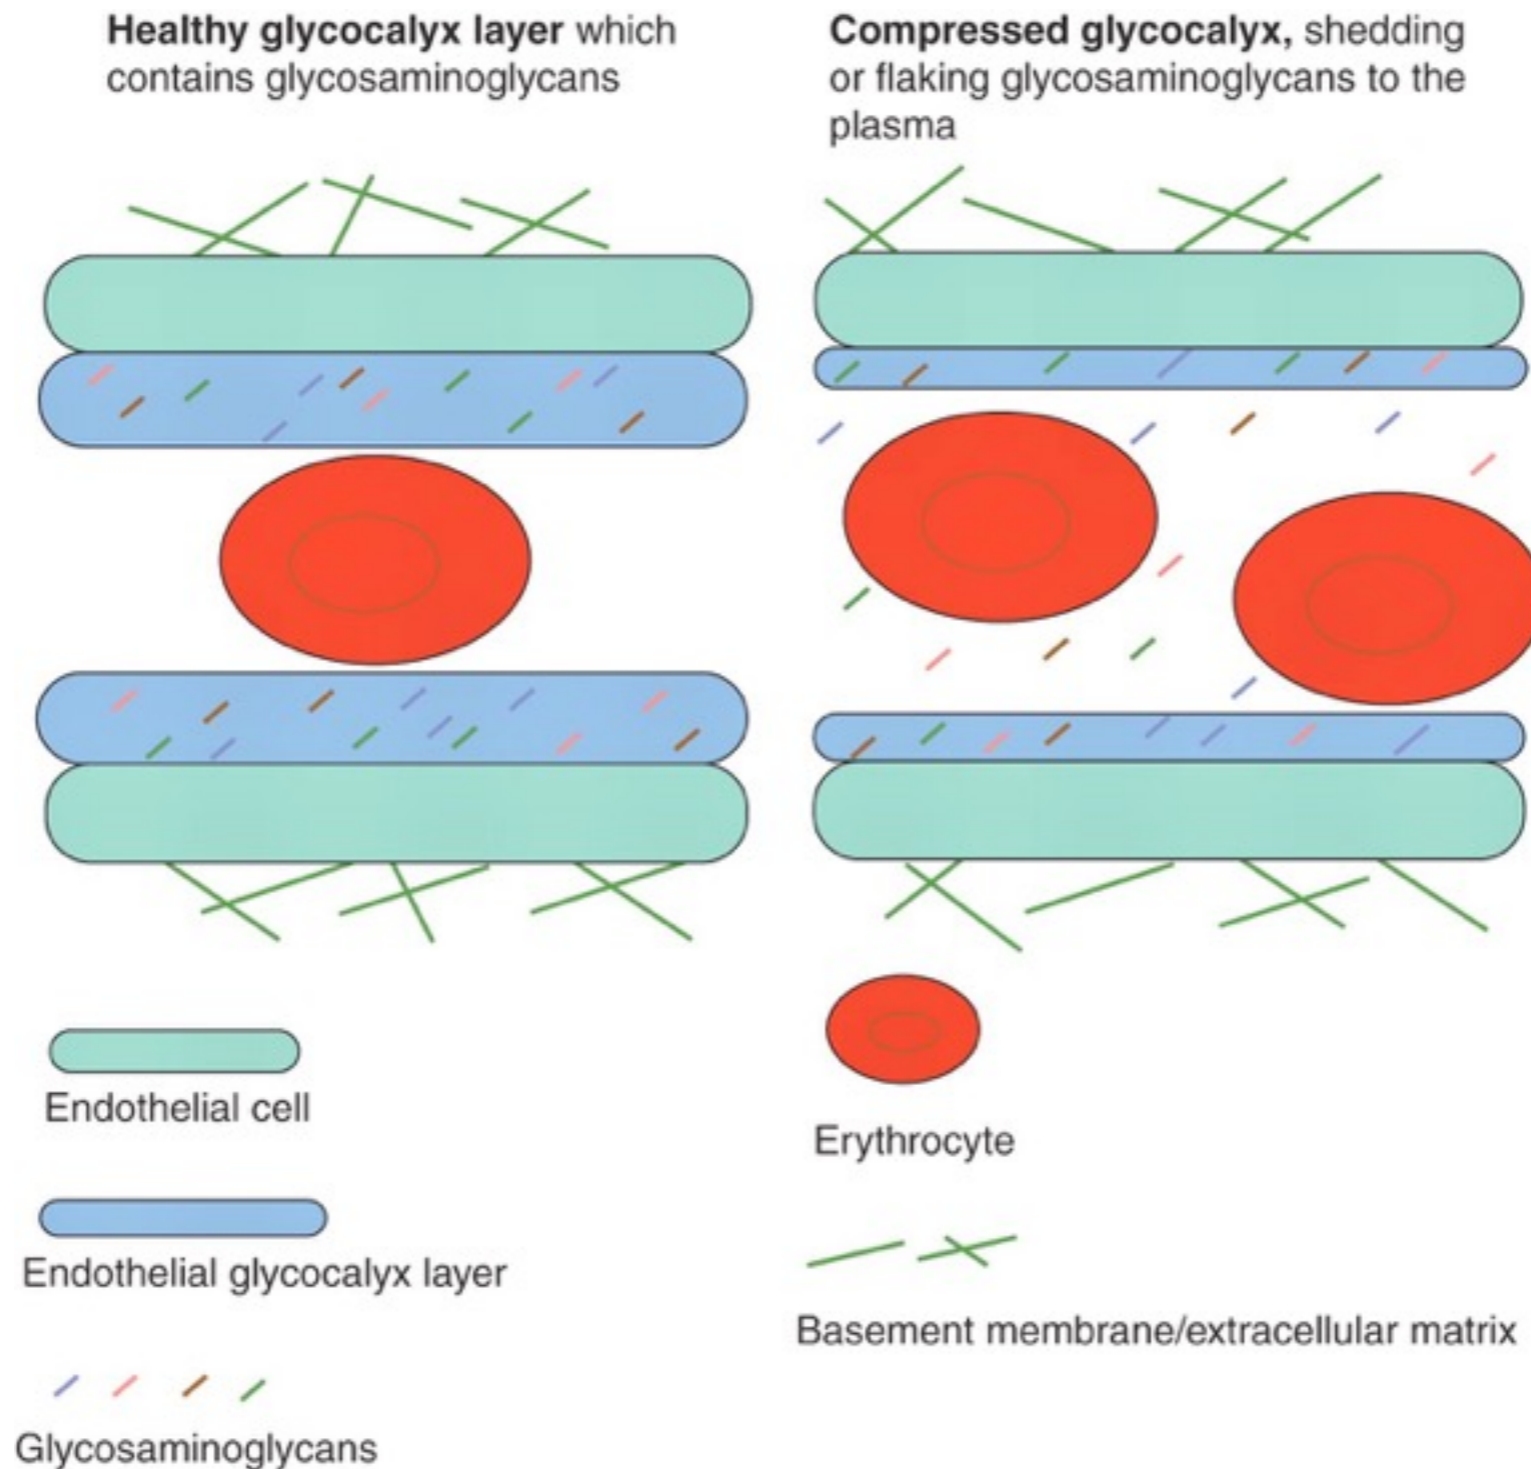 Healthy glycocalyx layer which
contains glycosaminoglycans
Compressed glycocalyx, shedding
or flaking glycosaminoglycans to the
plasma
Endothelial cell
Erythrocyte
Endothelial glycocalyx layer
Basement membrane/extracellular matrix
Glycosaminoglycans